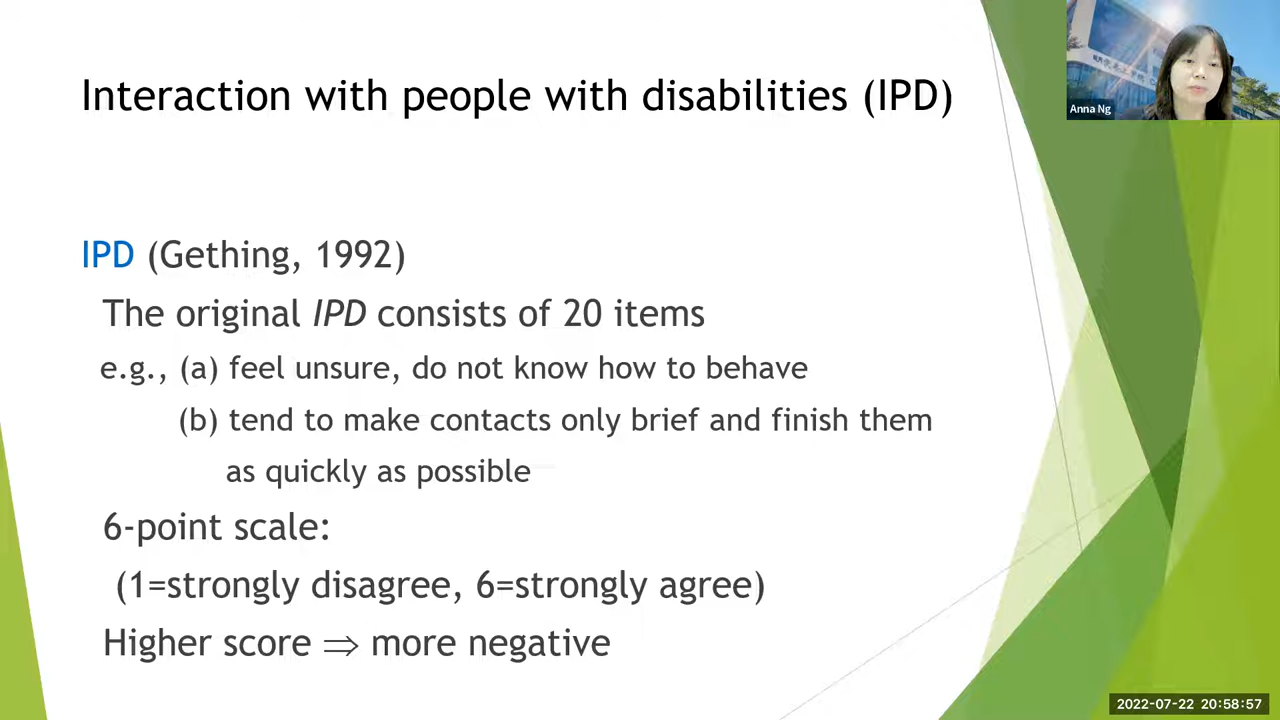 Interaction with people with disabilities (IPD)
Anna Ng
IPD (Gething, 1992)
The original IPD consists of 20 items
e.g., (a) feel unsure, do not know how to behave
(b) tend to make contacts only brief and finish them
as quickly as possible
6-point scale:
(1=strongly disagree, 6=strongly agree)
Higher score ⇒ more negative
2022-07-22 20:58:57